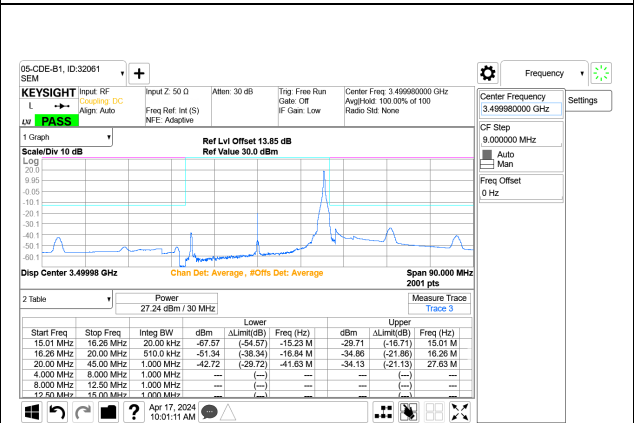 05-CDE-B1, ID:32061
SEM
Frequency
KEYSIGHT Input: RF Input Z: 50 Ω Atten: 30 dB Trig: Free Run Center Freq: 3.499980000 GHz
L Coupling: DC Gate: Off Avg|Hold: 100.00% of 100
Align: Auto Freq Ref: Int (S) IF Gain: Low Radio Std: None
NFE: Adaptive
PASS
Center Frequency
3.499980000 GHz
Settings
CF Step
9.000000 MHz
Auto
Man
Freq Offset
0 Hz
1 Graph
Scale/Div 10 dB
Ref Lvl Offset 13.85 dB
Ref Value 30.0 dBm
Log
20.0
9.95
-0.05
-10.1
-20.1
-30.1
-40.1
-50.1
-60.1
Disp Center 3.49998 GHz Chan Det: Average, #Offs Det: Average Span 90.000 MHz
2001 pts
2 Table
Power
27.24 dBm / 30 MHz
Measure Trace
Trace 3
Lower Upper
Start Freq Stop Freq Integ BW dBm ΔLimit(dB) Freq (Hz) dBm ΔLimit(dB) Freq (Hz)
15.01 MHz 16.26 MHz 20.00 kHz -67.57 (-54.57) -15.23 M -29.71 (-16.71) 15.01 M
16.26 MHz 20.00 MHz 510.0 kHz -51.34 (-38.34) -16.84 M -34.86 (-21.86) 16.26 M
20.00 MHz 45.00 MHz 1.000 MHz -42.72 (-29.72) -41.63 M -34.13 (-21.13) 27.63 M
4.000 MHz 8.000 MHz 1.000 MHz --- (---) --- --- (---) ---
8.000 MHz 12.50 MHz 1.000 MHz --- (---) --- --- (---) ---
12.50 MHz 15.00 MHz 1.000 MHz --- (---) --- --- (---) ---
Apr 17, 2024
10:01:11 AM